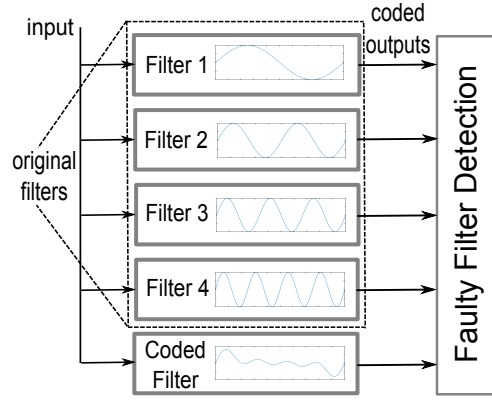 input
coded
outputs
Filter 1
Filter 2
original
filters
Filter 3
Filter 4
Coded
Filter
Faulty Filter Detection